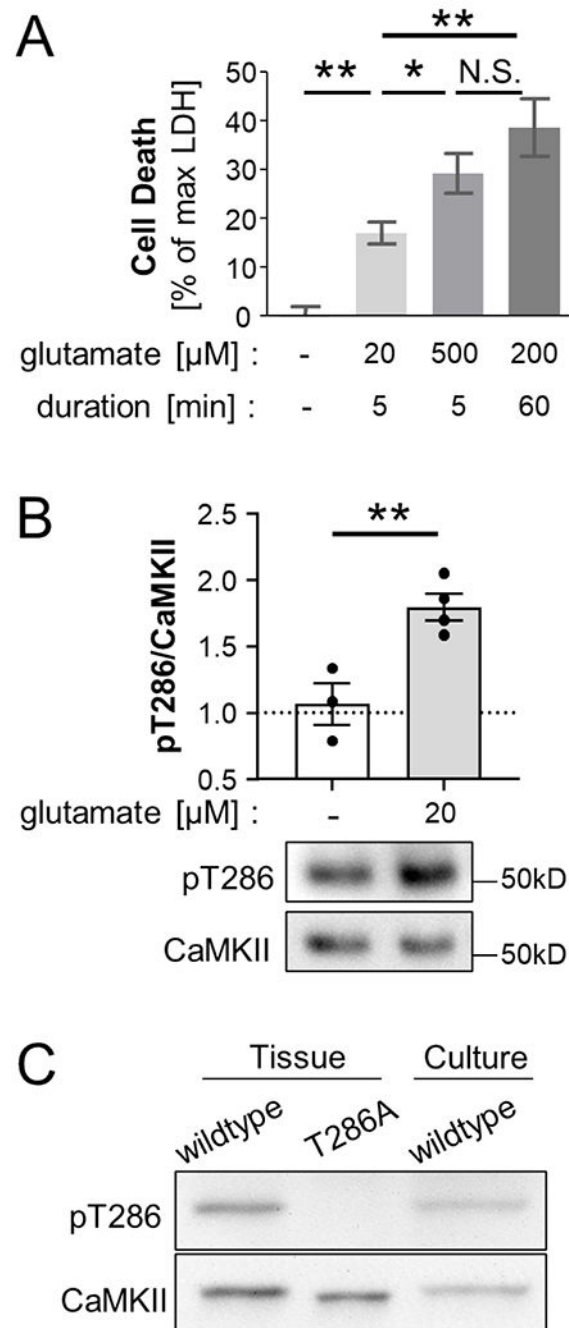 A
**
** * N.S.
Cell Death
[% of max LDH]
50
40
30
20
10
0
glutamate [µM] : - 20 500 200
duration [min] : - 5 5 60
B
**
pT286/CaMKII
2.5
2.0
1.5
1.0
0.5
glutamate [µM] : - 20
pT286
50kD
CaMKII
50kD
C
Tissue Culture
wildtype T286A wildtype
pT286
CaMKII